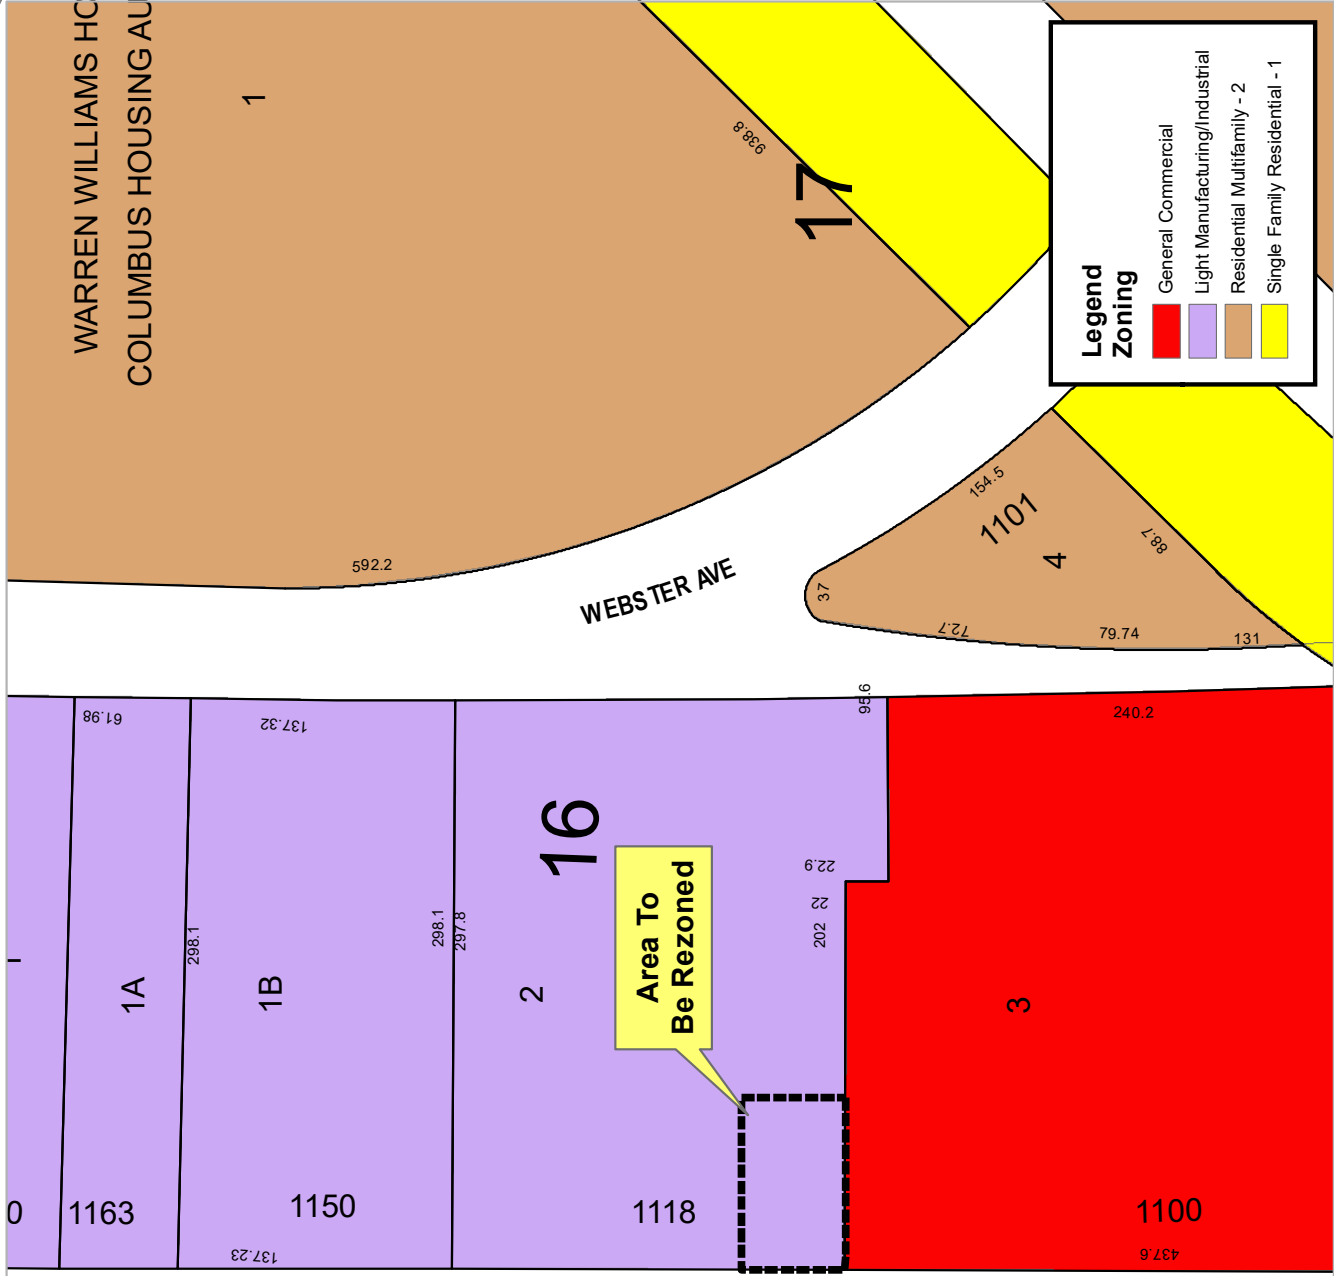 WARREN WILLIAMS HO
COLUMBUS HOUSING AU
1
938.8
17
592.2
WEBSTER AVE
154.5
1101
4
37
88.7
72.7
79.74
131
Legend
Zoning
General Commercial
Light Manufacturing/Industrial
Residential Multifamily - 2
Single Family Residential - 1
61.98
137.32
95.6
240.2
16
22.9
22
202
298.1
298.1
297.8
1A
1B
2
Area To
Be Rezoned
3
0
1163
1150
1118
1100
137.23
437.6